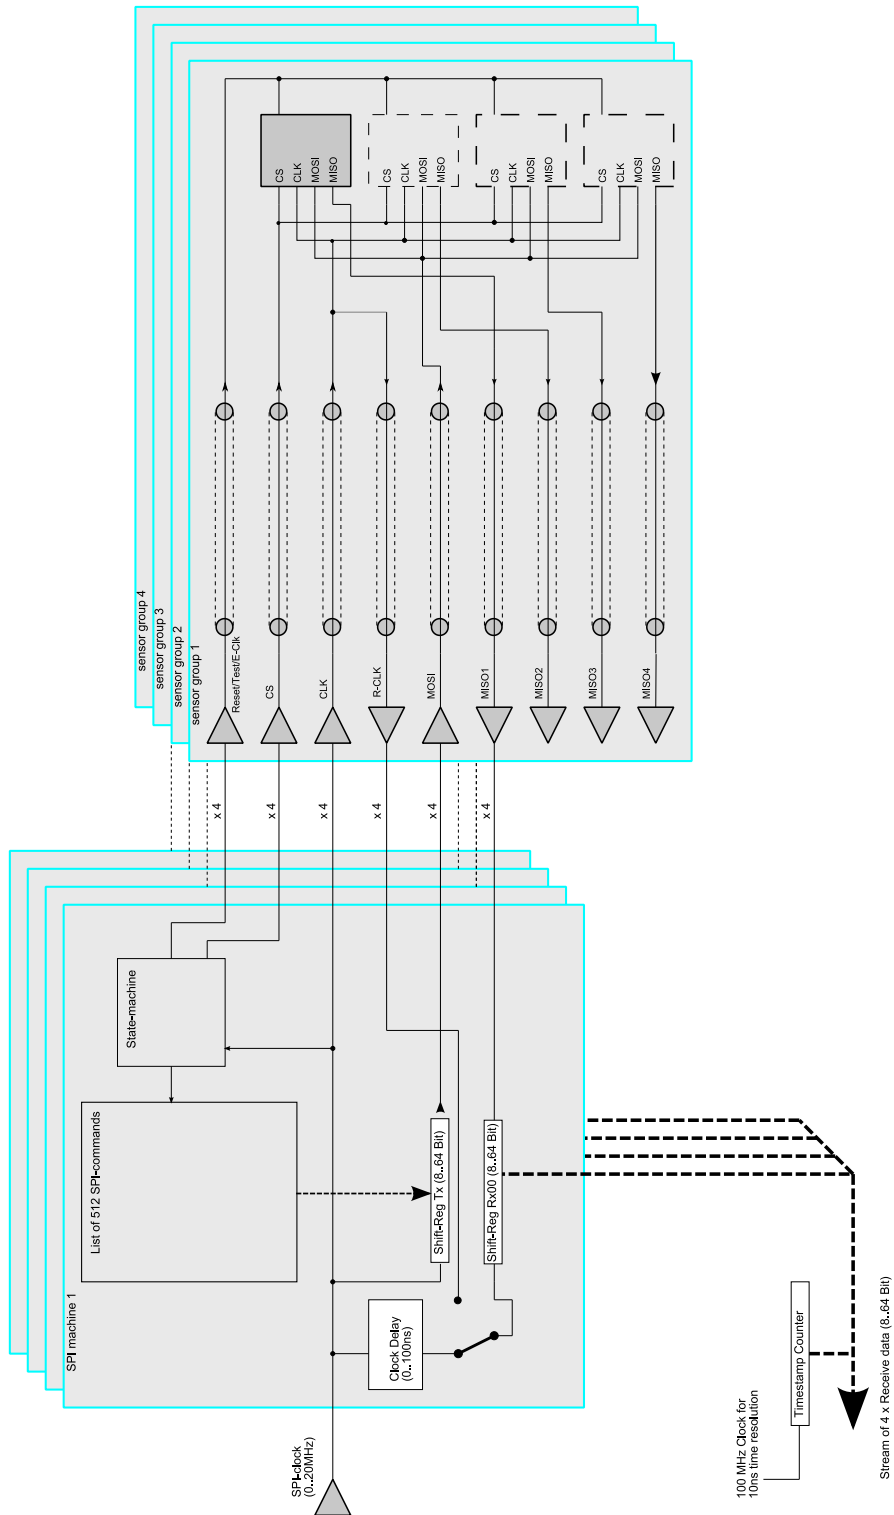 sensor group 4
sensor group 3
sensor group 2
sensor group 1
CS
CLK
MOSI
MISO
CS
CLK
MOSI
MISO
CS
CLK
MOSI
MISO
CS
CLK
MOSI
MISO
Reset/Test/E-Clk
CS
CLK
R-CLK
MOSI
MISO1
MISO2
MISO3
MISO4
x 4
x 4
x 4
x 4
x 4
x 4
SPI machine 1
State-machine
List of 512 SPI-commands
Shift-Reg Tx (8..64 Bit)
Shift-Reg Rx00 (8..64 Bit)
Clock Delay
(0..100ns)
SPI-clock
(0..20MHz)
Timestamp Counter
100 MHz Clock for
10ns time resolution
Stream of 4 x Receive data (8..64 Bit)